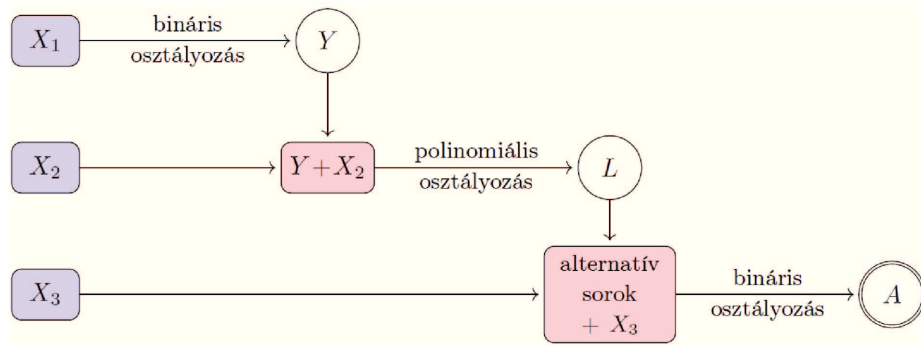 X₁
bináris
osztályozás
Y
X₂
Y + X₂
polinomiális
osztályozás
L
X₃
alternatív
sorok
+ X₃
bináris
osztályozás
A